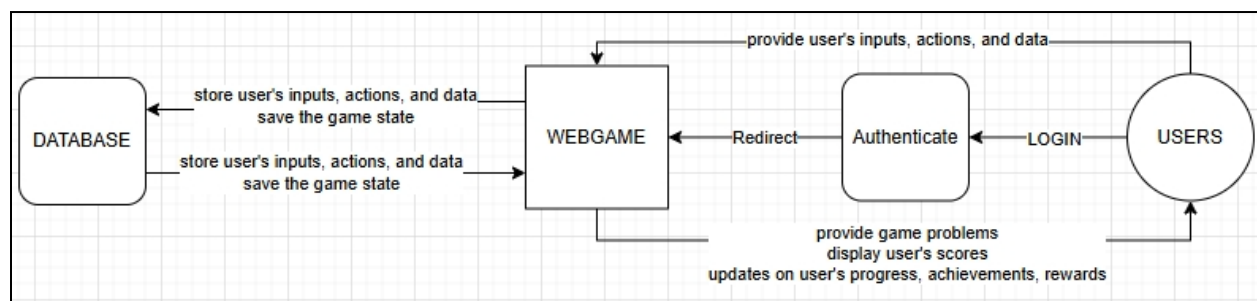 provide user's inputs, actions, and data
store user's inputs, actions, and data
save the game state
DATABASE
WEBGAME
Redirect
Authenticate
LOGIN
USERS
store user's inputs, actions, and data
save the game state
provide game problems
display user's scores
updates on user's progress, achievements, rewards